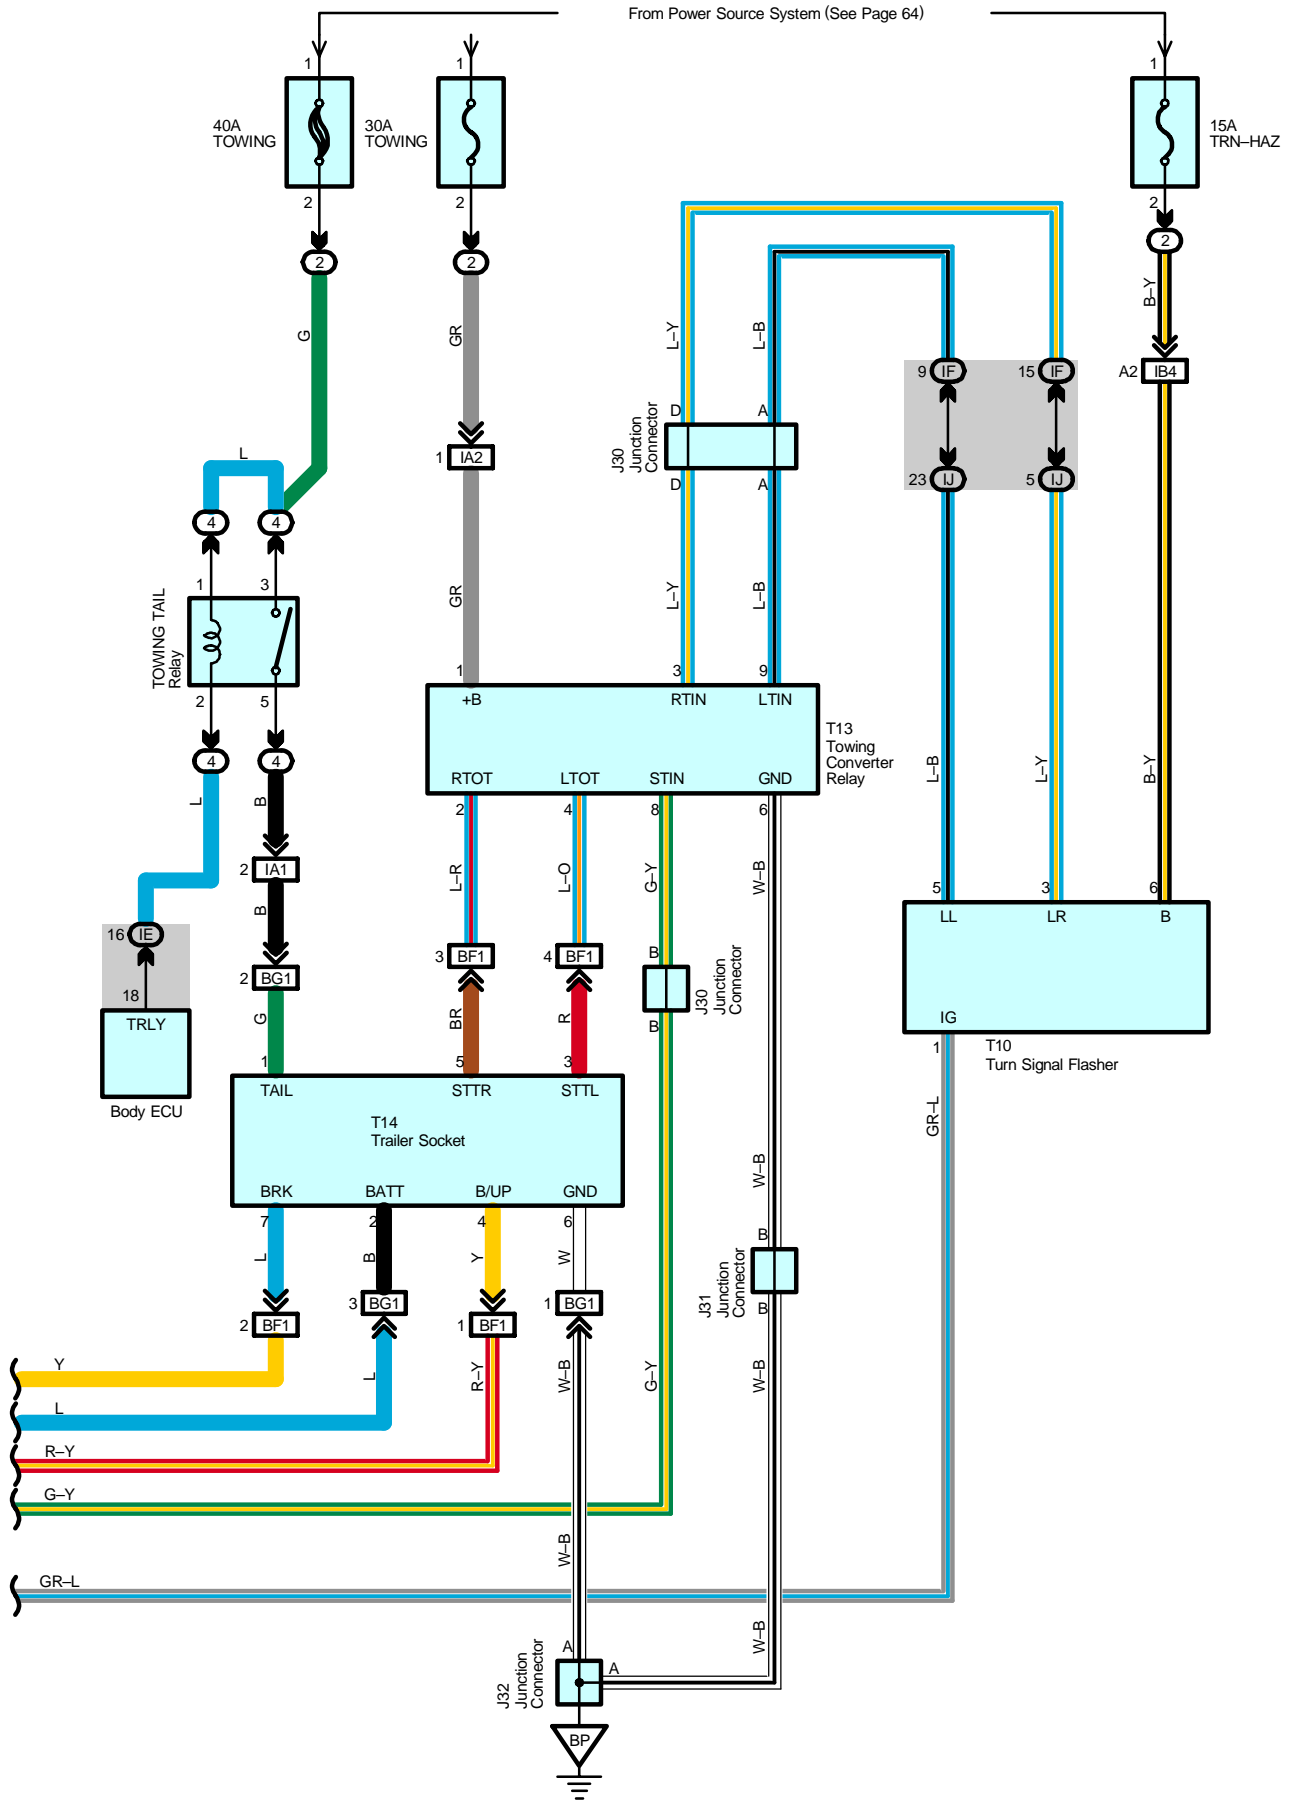 From Power Source System (See Page 64)
1
1
1
40A
TOWING
30A
TOWING
15A
TRN–HAZ
2
2
2
2
2
2
G
GR
L–Y
L–B
B–Y
9 IF
15 IF
A2 IB4
D
A
J30
Junction
Connector
L
1 IA2
D
A
23 IJ
5 IJ
4
4
1
3
GR
L–Y
L–B
TOWING TAIL
Relay
2
5
1
3
9
+B
RTIN
LTIN
T13
Towing
Converter
Relay
4
4
RTOT
LTOT
STIN
GND
L–B
L–Y
B–Y
L
B
2
4
8
6
2 IA1
L–R
L–O
G–Y
W–B
5
3
6
LL
LR
B
B
16 IE
3 BF1
4 BF1
B
2 BG1
J30
Junction
Connector
18
TRLY
Body ECU
G
BR
R
B
IG
1
T10
Turn Signal Flasher
1
5
3
TAIL
STTR
STTL
T14
Trailer Socket
GR–L
W–B
BRK
BATT
B/UP
GND
7
2
4
6
L
B
Y
W
B
J31
Junction
Connector
3 BG1
1 BG1
B
2 BF1
1 BF1
Y
L
R–Y
W–B
G–Y
W–B
L
R–Y
G–Y
W–B
GR–L
W–B
A
A
J32
Junction
Connector
BP